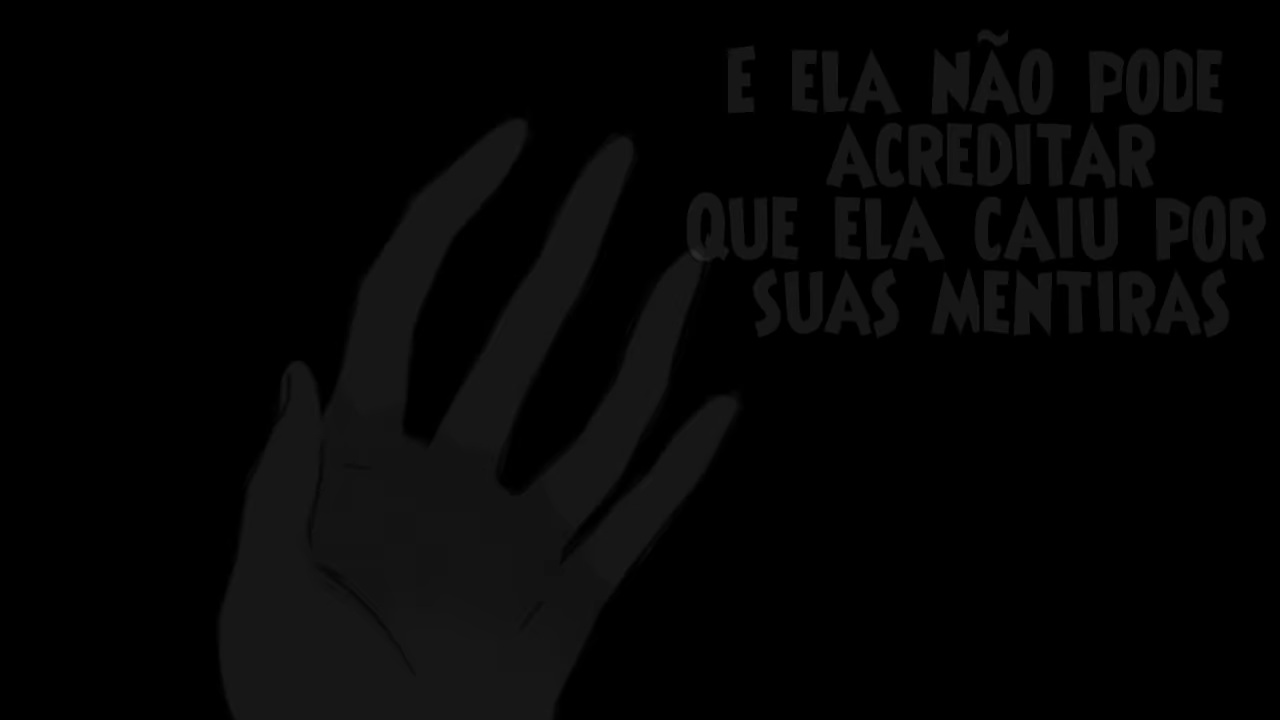 E ELA NÃO PODE
ACREDITAR
QUE ELA CAIU POR
SUAS MENTIRAS